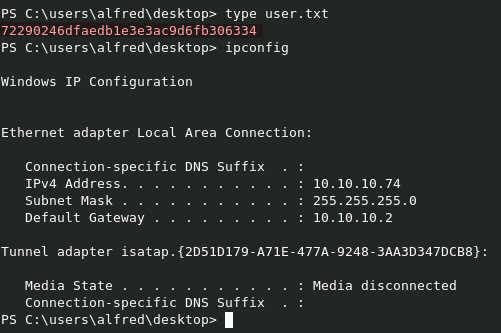 PS C:\users\alfred\desktop> type user.txt
72290246dfaedb1e3e3ac9d6fb306334
PS C:\users\alfred\desktop> ipconfig
Windows IP Configuration
Ethernet adapter Local Area Connection:
Connection-specific DNS Suffix  . :
IPv4 Address. . . . . . . . . . . : 10.10.10.74
Subnet Mask . . . . . . . . . . . : 255.255.255.0
Default Gateway . . . . . . . . . : 10.10.10.2
Tunnel adapter isatap.{2D51D179-A71E-477A-9248-3AA3D347DCB8}:
Media State . . . . . . . . . . . : Media disconnected
Connection-specific DNS Suffix  . :
PS C:\users\alfred\desktop>